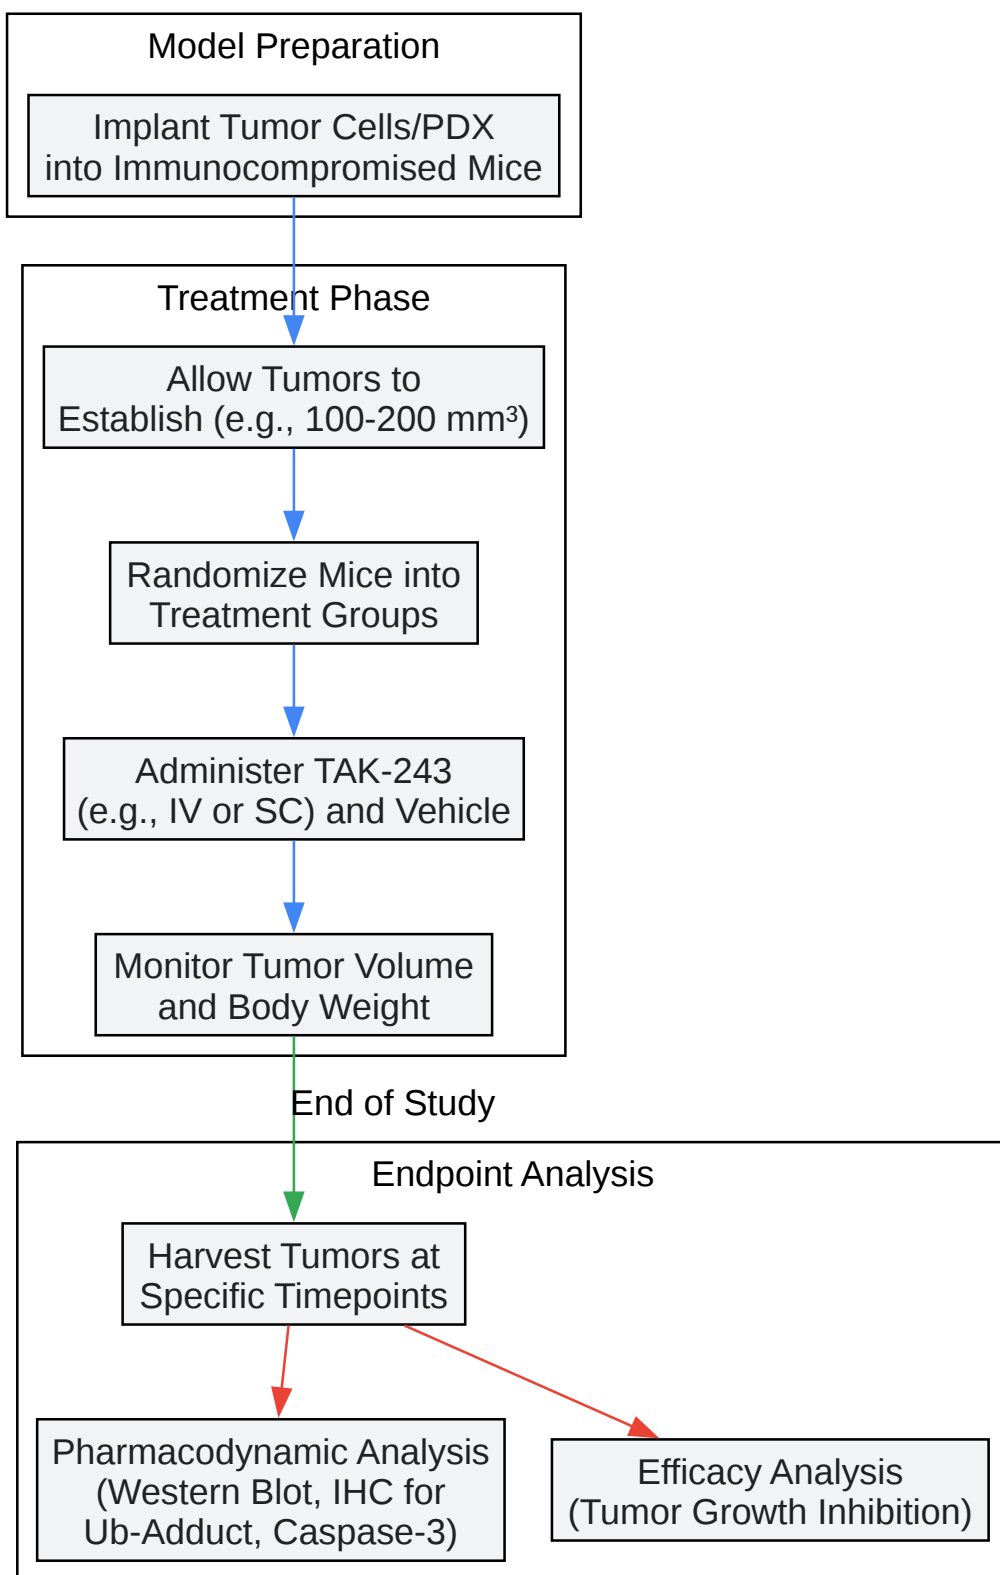 Model Preparation
Implant Tumor Cells/PDX
into Immunocompromised Mice
Treatment Phase
Allow Tumors to
Establish (e.g., 100-200 mm³)
Randomize Mice into
Treatment Groups
Administer TAK-243
(e.g., IV or SC) and Vehicle
Monitor Tumor Volume
and Body Weight
End of Study
Endpoint Analysis
Harvest Tumors at
Specific Timepoints
Pharmacodynamic Analysis
(Western Blot, IHC for
Ub-Adduct, Caspase-3)
Efficacy Analysis
(Tumor Growth Inhibition)